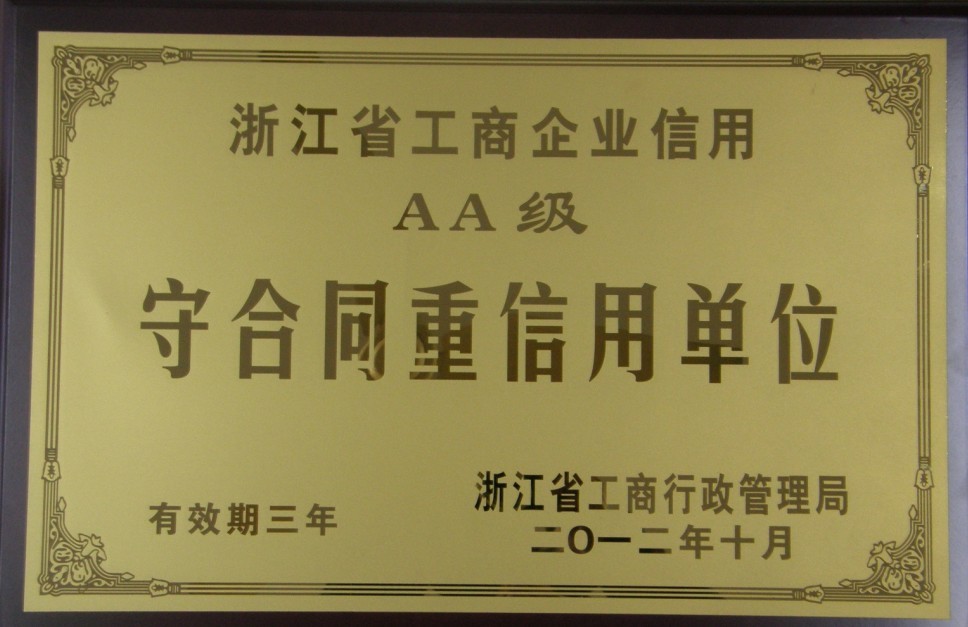 浙江省工商企业信用
AA级
守合同重信用单位
有效期三年
浙江省工商行政管理局
二〇一二年十月